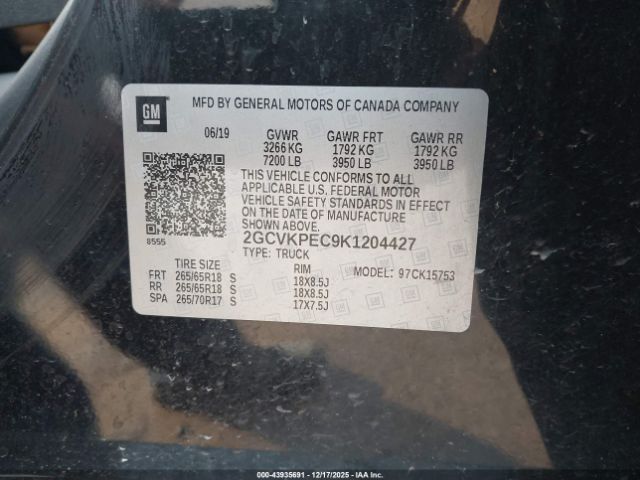 GM
MFD BY GENERAL MOTORS OF CANADA COMPANY
06/19 GVWR GAWR FRT GAWR RR
3266 KG 1792 KG 1792 KG
7200 LB 3950 LB 3950 LB
THIS VEHICLE CONFORMS TO ALL
APPLICABLE U.S. FEDERAL MOTOR
VEHICLE SAFETY STANDARDS IN EFFECT
ON THE DATE OF MANUFACTURE
SHOWN ABOVE.
8555
2GCVKPEC9K1204427
TYPE: TRUCK
TIRE SIZE RIM MODEL: 97CK15753
FRT 265/65R18 S 18X8.5J
RR 265/65R18 S 18X8.5J
SPA 265/70R17 S 17X7.5J
000-43935691 - 12/17/2025 - IAAI.COM